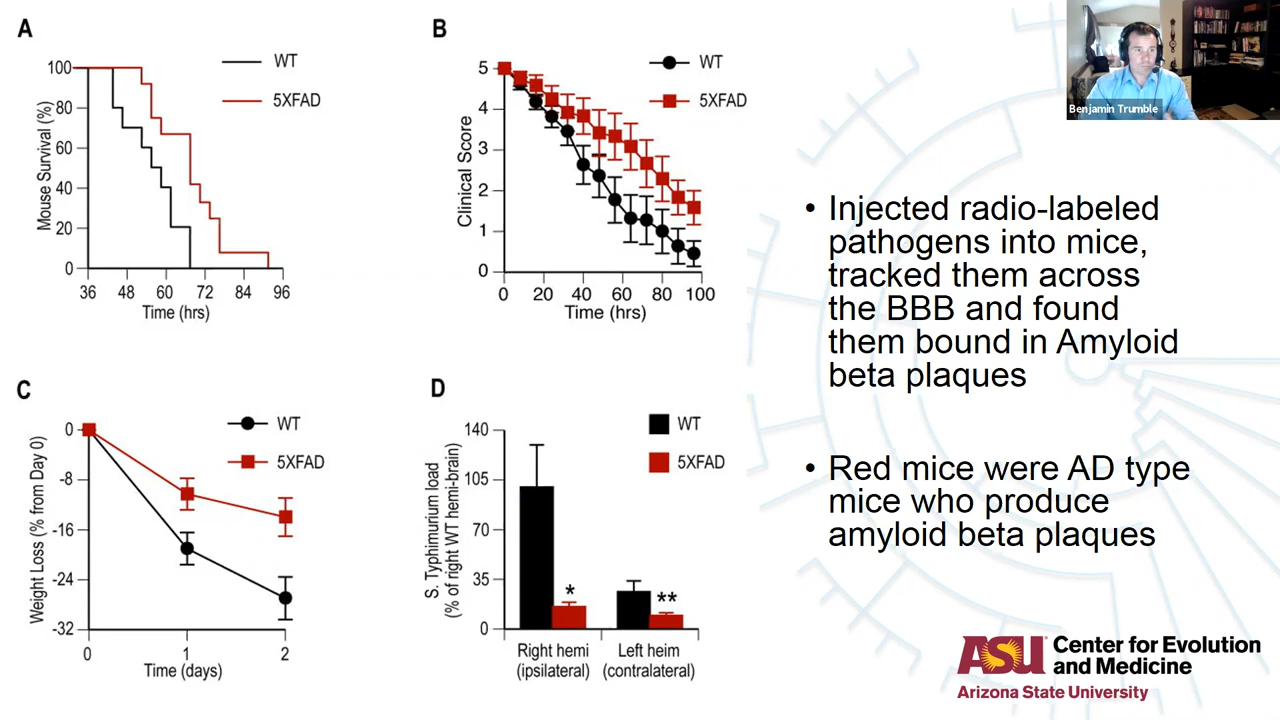 A
WT
5XFAD
Mouse Survival (%)
100
80
60
40
20
0
36 48 60 72 84 96
Time (hrs)
B
WT
5XFAD
Clinical Score
5
4
3
2
1
0
0 20 40 60 80 100
Time (hrs)
C
WT
5XFAD
Weight Loss (% from Day 0)
0
-8
-16
-24
-32
0 1 2
Time (days)
D
WT
5XFAD
S. Typhimurium load
(% of right WT hemi-brain)
140
105
70
35
0
* **
Right hemi
(ipsilateral)
Left heim
(contralateral)
Benjamin Trumble
• Injected radio-labeled
pathogens into mice,
tracked them across
the BBB and found
them bound in Amyloid
beta plaques
• Red mice were AD type
mice who produce
amyloid beta plaques
ASU Center for Evolution
and Medicine
Arizona State University